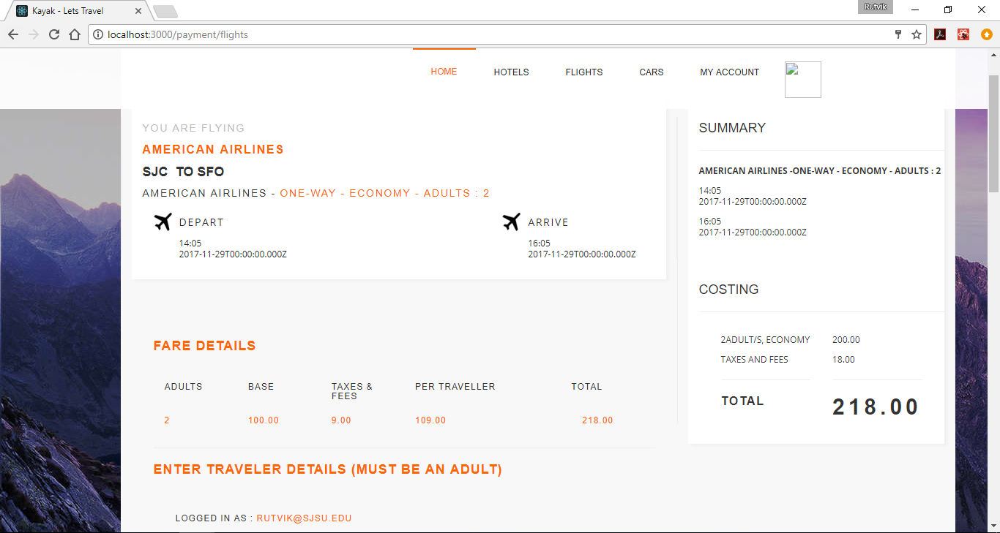 Kayak - Lets Travel
Rutvik
localhost:3000/payment/flights
HOME HOTELS FLIGHTS CARS MY ACCOUNT
YOU ARE FLYING
AMERICAN AIRLINES
SJC TO SFO
AMERICAN AIRLINES - ONE-WAY - ECONOMY - ADULTS : 2
DEPART
14:05
2017-11-29T00:00:00.000Z
ARRIVE
16:05
2017-11-29T00:00:00.000Z
FARE DETAILS
ADULTS BASE TAXES & FEES PER TRAVELLER TOTAL
2 100.00 9.00 109.00 218.00
ENTER TRAVELER DETAILS (MUST BE AN ADULT)
LOGGED IN AS : RUTVIK@SJSU.EDU
SUMMARY
AMERICAN AIRLINES -ONE-WAY - ECONOMY - ADULTS : 2
14:05
2017-11-29T00:00:00.000Z
16:05
2017-11-29T00:00:00.000Z
COSTING
2ADULT/S, ECONOMY 200.00
TAXES AND FEES 18.00
TOTAL 218.00